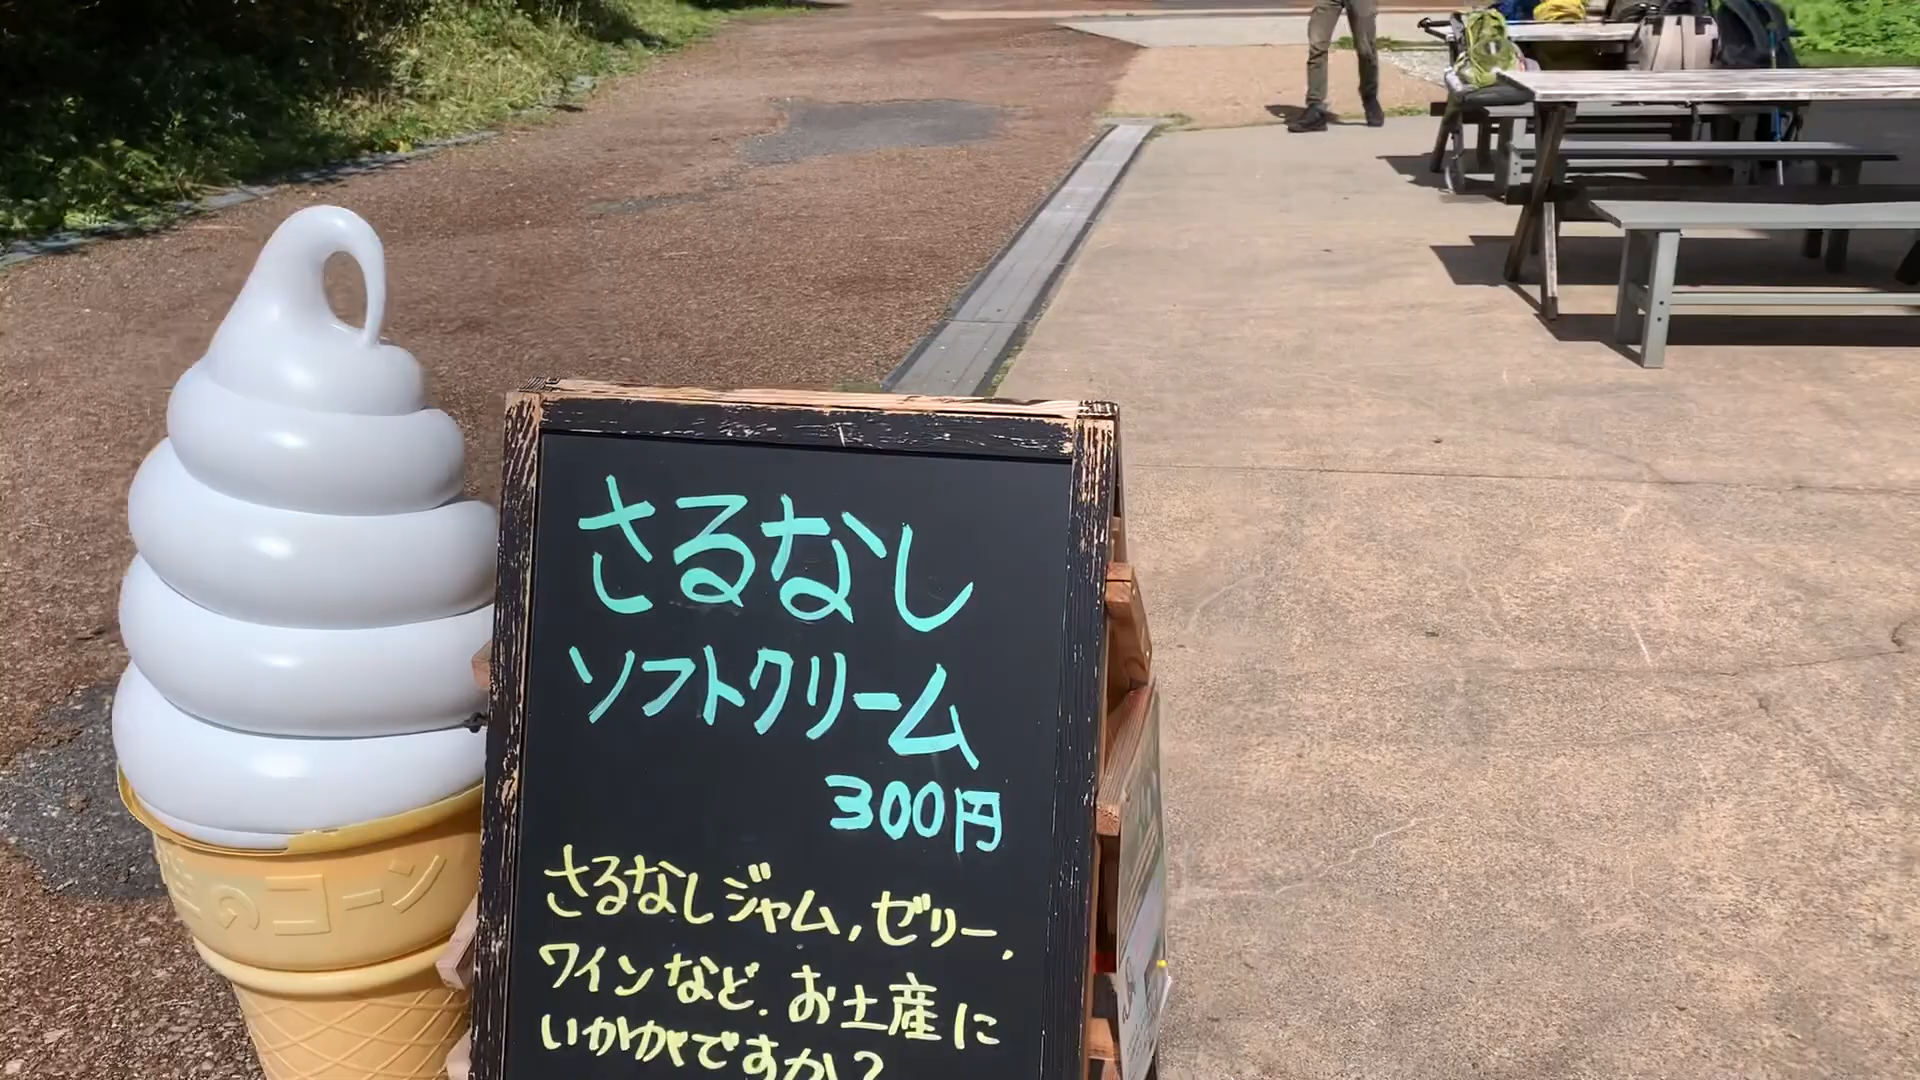 さるなし
ソフトクリーム
300円
さるなしジャム,ゼリー,
ワインなど.お土産に
いかがですか?
のコーン